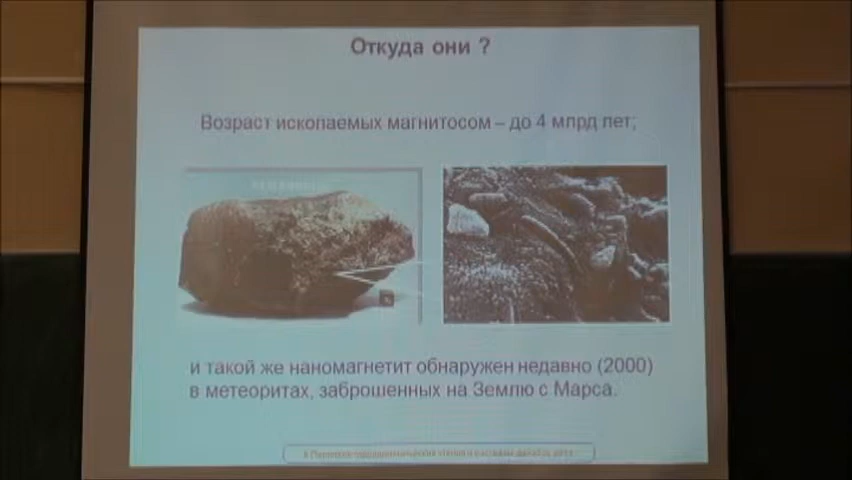 Откуда они ?
Возраст ископаемых магнитосом – до 4 млрд лет;
и такой же наномагнетит обнаружен недавно (2000)
в метеоритах, заброшенных на Землю с Марса.